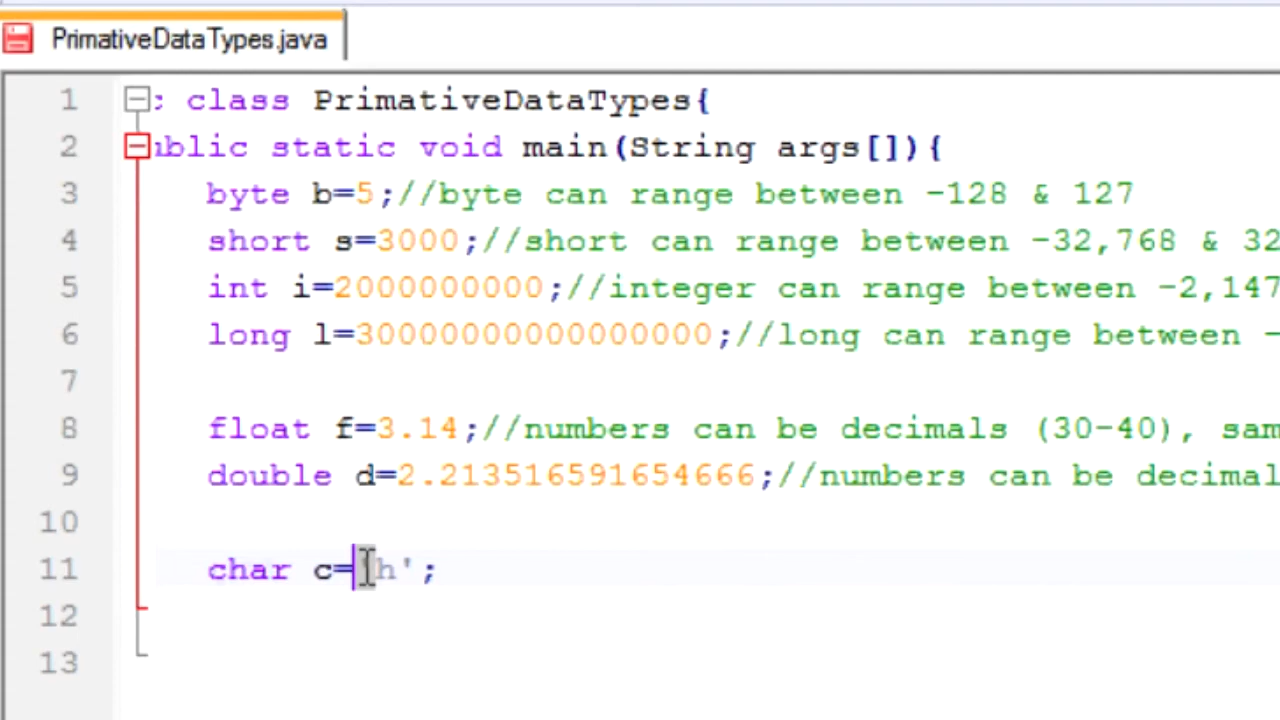 PrimativeDataTypes.java
1 : class PrimativeDataTypes{
2 ublic static void main(String args[]){
3 byte b=5;//byte can range between -128 & 127
4 short s=3000;//short can range between -32,768 & 32
5 int i=2000000000;//integer can range between -2,147
6 long l=30000000000000000;//long can range between -
7
8 float f=3.14;//numbers can be decimals (30-40), sam
9 double d=2.213516591654666;//numbers can be decimal
10
11 char c='h';
12
13